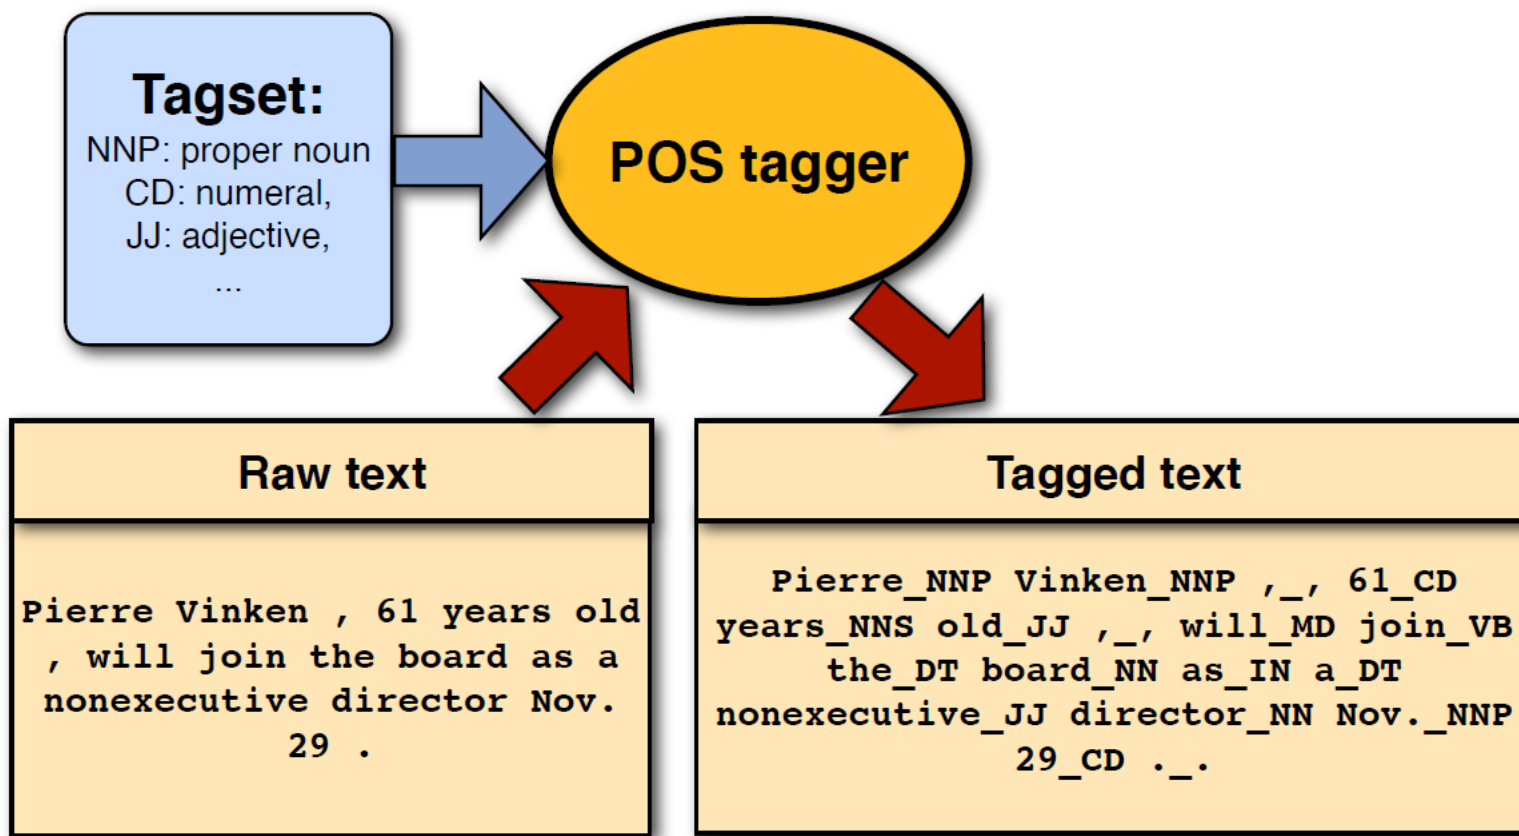 Tagset:
NNP: proper noun
CD: numeral,
JJ: adjective,
...
POS tagger
Raw text
Pierre Vinken , 61 years old
, will join the board as a
nonexecutive director Nov.
29 .
Tagged text
Pierre_NNP Vinken_NNP ,_, 61_CD
years_NNS old_JJ ,_, will_MD join_VB
the_DT board_NN as_IN a_DT
nonexecutive_JJ director_NN Nov._NNP
29_CD ._.